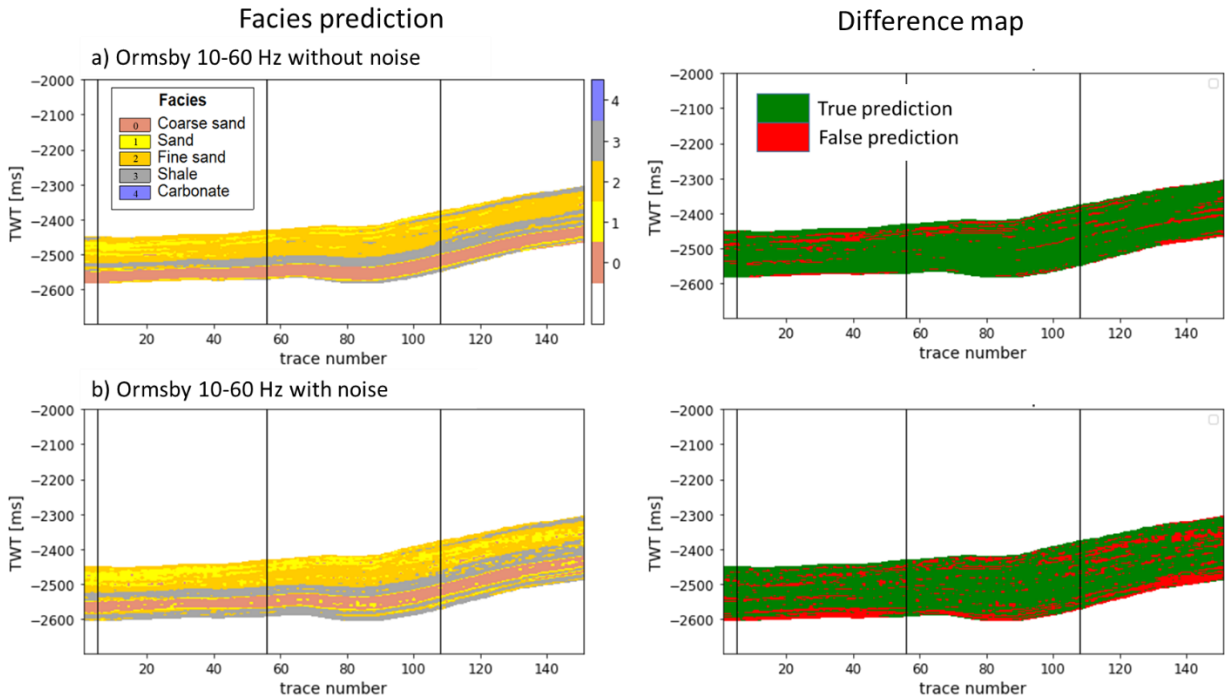 Facies prediction
Difference map
a) Ormsby 10-60 Hz without noise
−2000
−2100
−2200
−2300
−2400
−2500
−2600
TWT [ms]
Facies
0 Coarse sand
1 Sand
2 Fine sand
3 Shale
4 Carbonate
20 40 60 80 100 120 140
trace number
4
3
2
1
0
−2000
−2100
−2200
−2300
−2400
−2500
−2600
TWT [ms]
True prediction
False prediction
20 40 60 80 100 120 140
trace number
b) Ormsby 10-60 Hz with noise
−2000
−2100
−2200
−2300
−2400
−2500
−2600
TWT [ms]
20 40 60 80 100 120 140
trace number
−2000
−2100
−2200
−2300
−2400
−2500
−2600
TWT [ms]
20 40 60 80 100 120 140
trace number